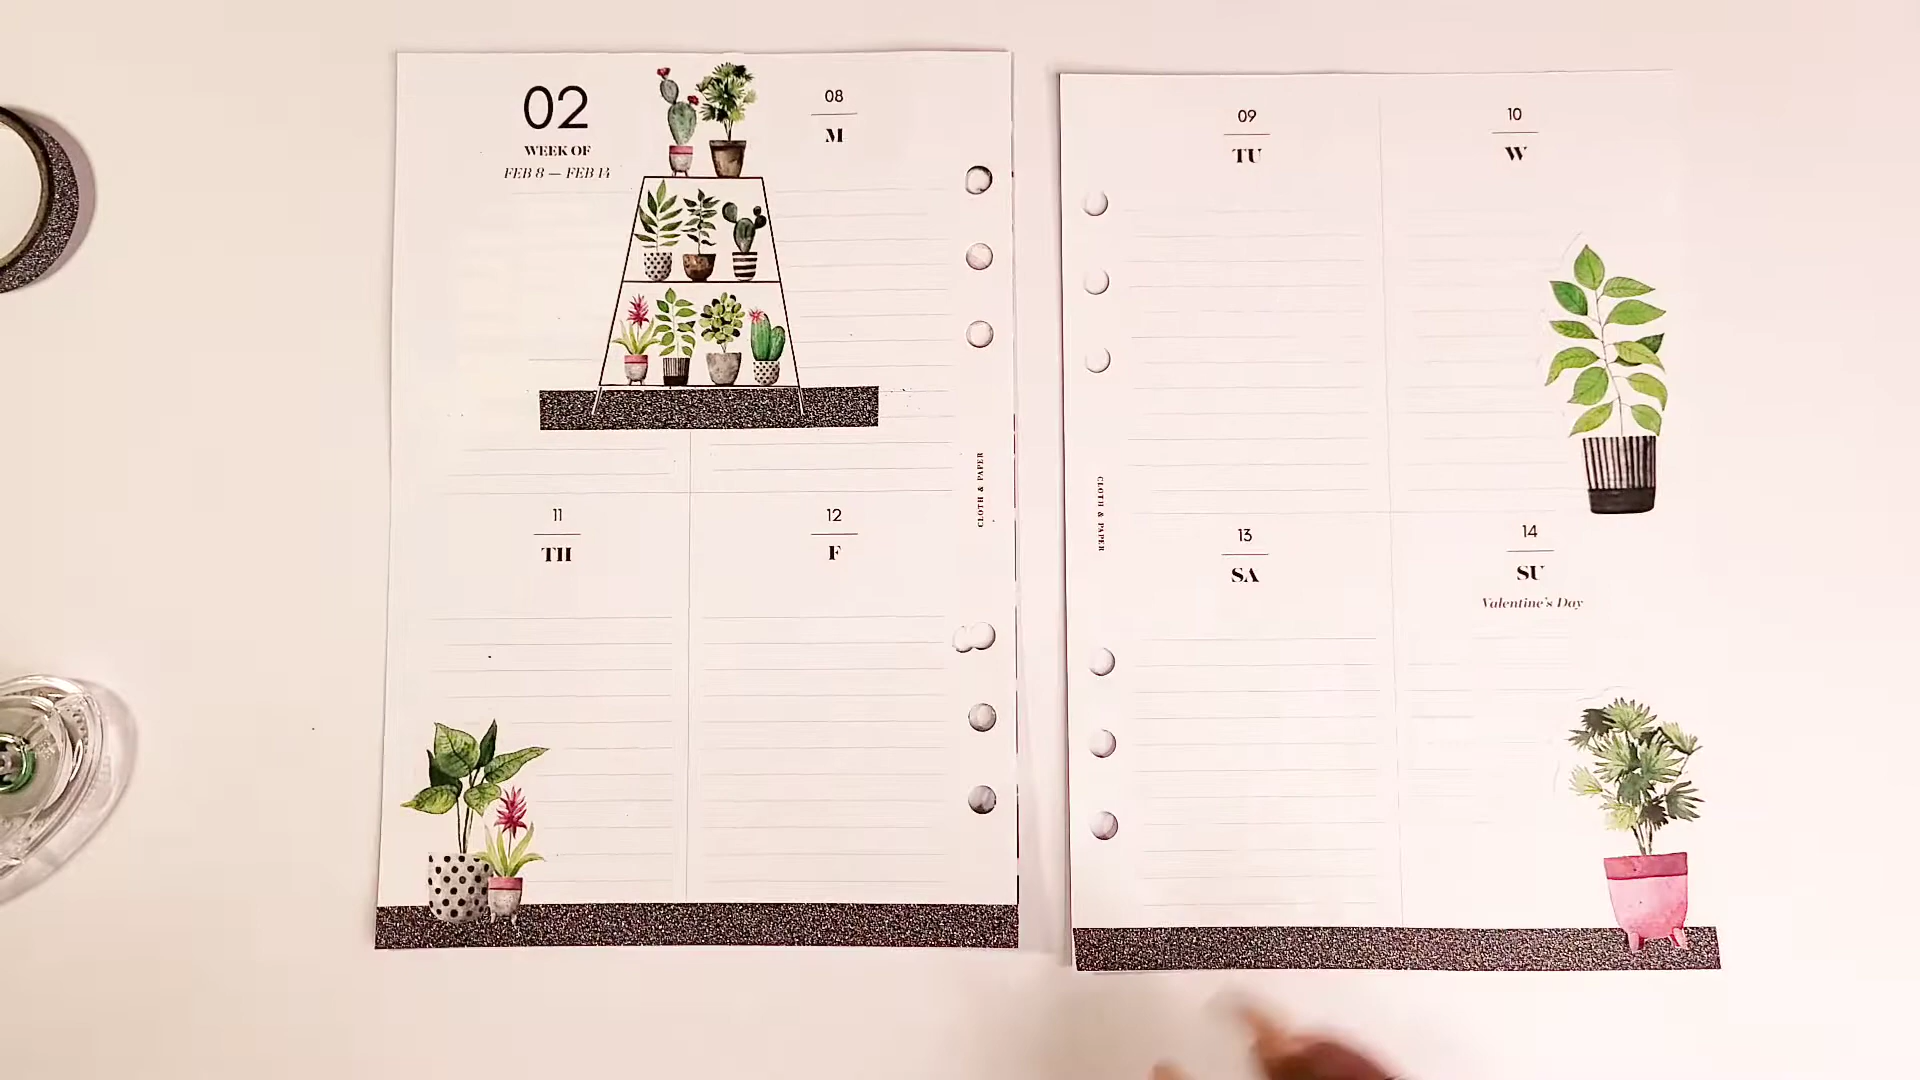 02
WEEK OF
FEB 8 — FEB 14
08
M
11
TH
12
F
CLOTH & PAPER
09
TU
10
W
13
SA
14
SU
Valentine's Day
CLOTH & PAPER